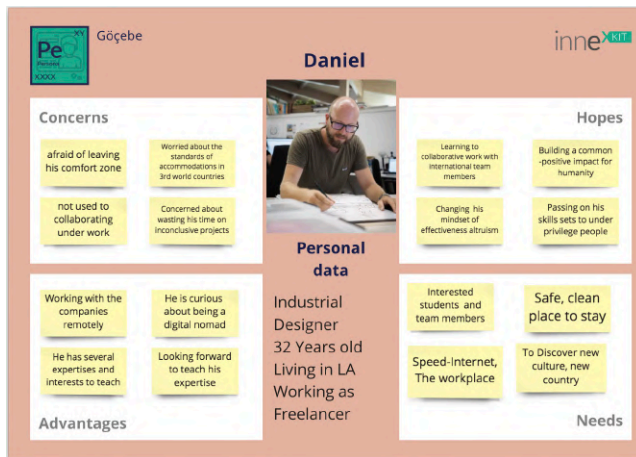 XY
Pe
Persona
XXXX
Göçebe
Daniel
inneXKIT
Concerns
afraid of leaving
his comfort zone
Worried about the
standards of
accommodations in
3rd world countries
not used to
collaborating
under work
Concerned about
wasting his time on
inconclusive projects
Hopes
Learning to
collaborative work with
international team
members
Building a common
-positive impact for
humanity
Changing his
mindset of
effectiveness altruism
Passing on his
skills sets to under
privilege people
Personal
data
Industrial
Designer
32 Years old
Living in LA
Working as
Freelancer
Working with the
companies
remotely
He is curious
about being a
digital nomad
He has several
expertises and
interests to teach
Looking forward
to teach his
expertise
Advantages
Interested
students and
team members
Safe, clean
place to stay
Speed-Internet,
The workplace
To Discover new
culture, new
country
Needs